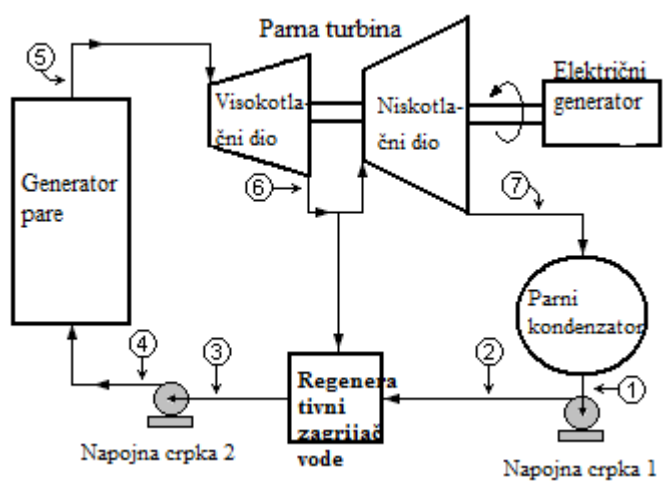 Parna turbina
5
Visokotla-
čni dio
Niskotla-
čni dio
Električni
generator
6
7
Generator
pare
Parni
kondenzator
4
3
2
1
Regenera
tivni
zagrijač
vode
Napojna crpka 2
Napojna crpka 1